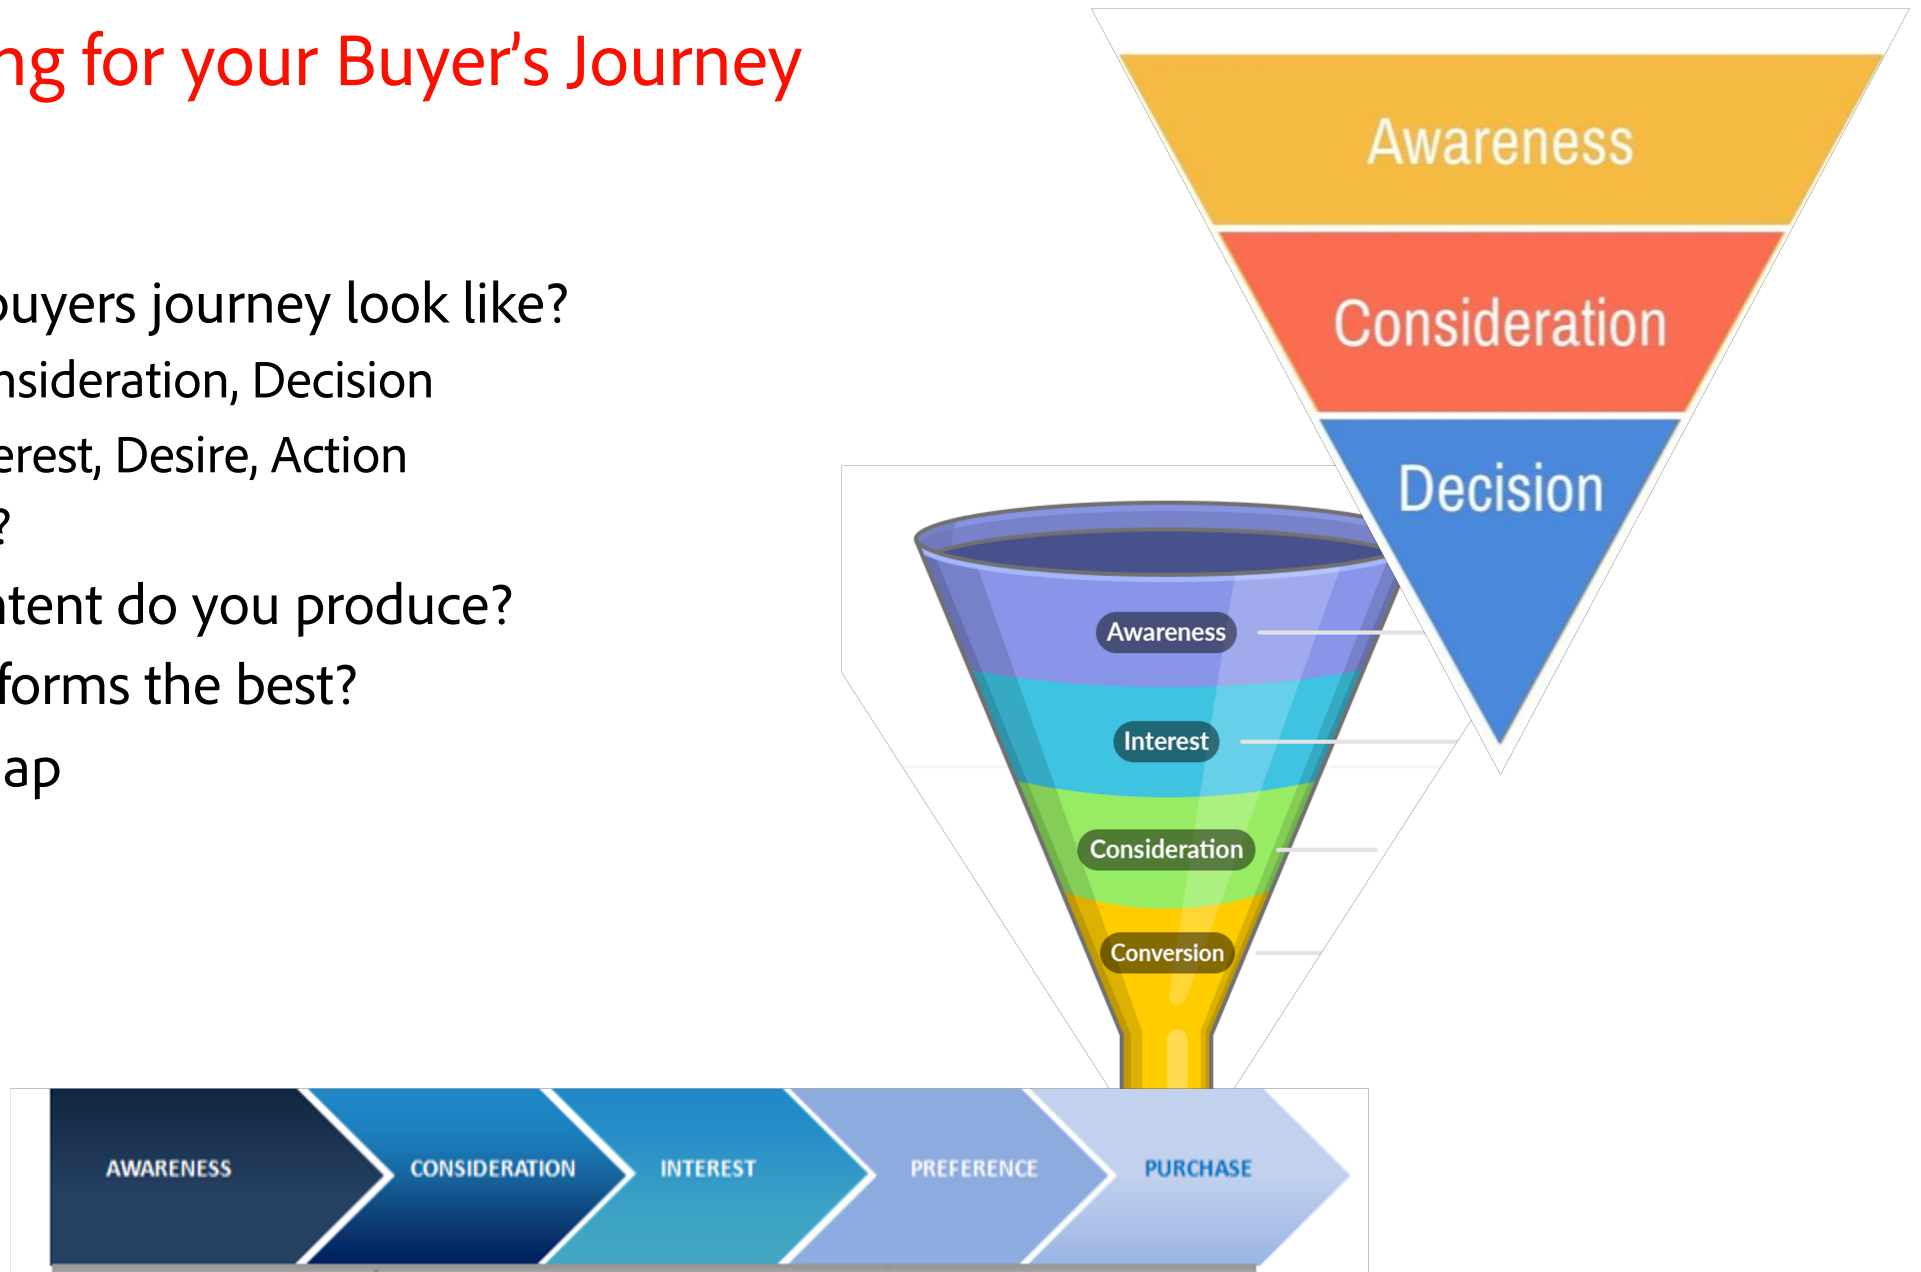 ng for your Buyer's Journey
buyers journey look like?
nsideration, Decision
erest, Desire, Action
?
ntent do you produce?
forms the best?
ap
Awareness
Consideration
Decision
Awareness
Interest
Consideration
Conversion
AWARENESS CONSIDERATION INTEREST PREFERENCE PURCHASE